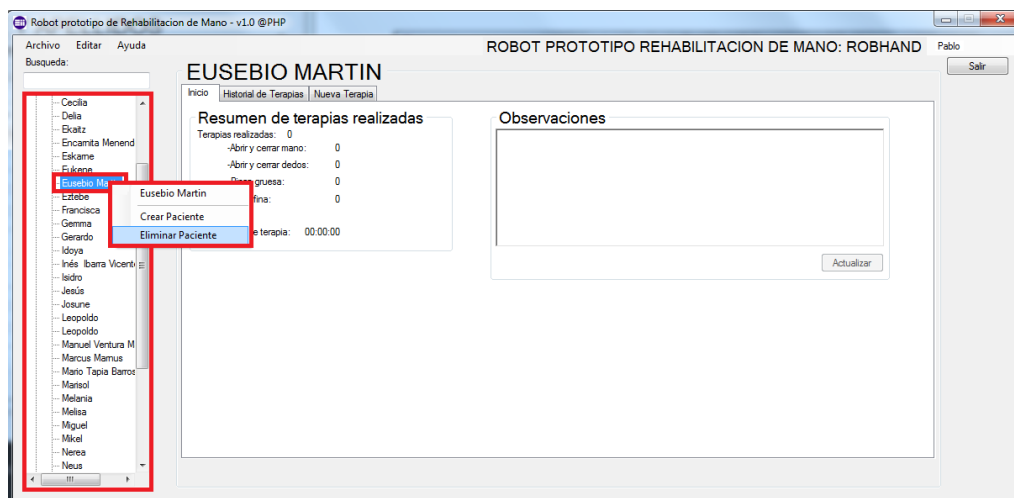 Robot prototipo de Rehabilitacion de Mano - v1.0 @PHP
Archivo Editar Ayuda
ROBOT PROTOTIPO REHABILITACION DE MANO: ROBHAND
Pablo
Busqueda:
Salir
EUSEBIO MARTIN
Inicio Historial de Terapias Nueva Terapia
Resumen de terapias realizadas
Terapias realizadas: 0
-Abrir y cerrar mano: 0
-Abrir y cerrar dedos: 0
gruesa: 0
fina: 0
e terapia: 00:00:00
Observaciones
Actualizar
Cecilia
Delia
Ekaitz
Encarnita Menend
Eskarne
Eukene
Eusebio Ma
Eztebe
Francisca
Gemma
Gerardo
Idoya
Inés Ibarra Vicent
Isidro
Jesús
Josune
Leopoldo
Leopoldo
Manuel Ventura M
Marcus Mamus
Mario Tapia Barros
Marisol
Melania
Melisa
Miguel
Mikel
Nerea
Neus
Eusebio Martin
Crear Paciente
Eliminar Paciente